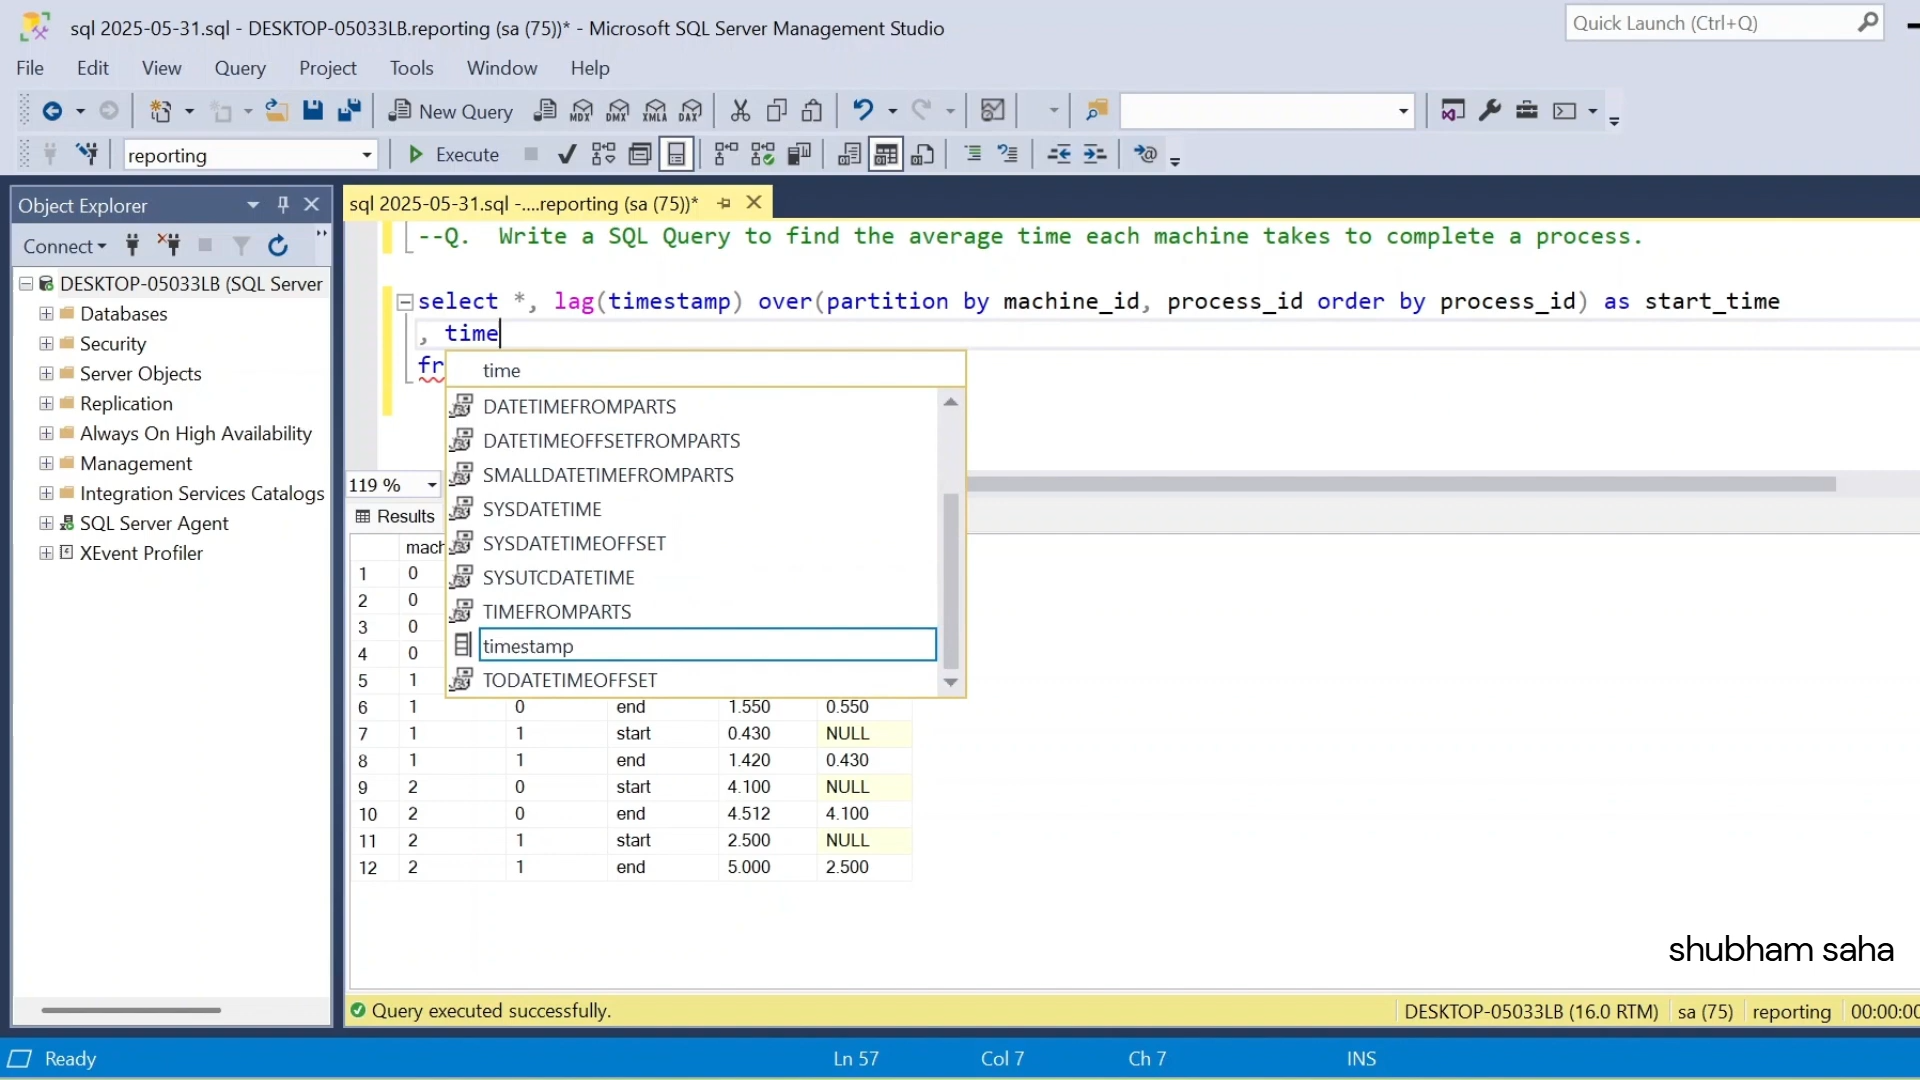 sql 2025-05-31.sql - DESKTOP-05033LB.reporting (sa (75))* - Microsoft SQL Server Management Studio
Quick Launch (Ctrl+Q)
File Edit View Query Project Tools Window Help
New Query MDX DMX XMLA DAX
reporting Execute
Object Explorer
Connect
DESKTOP-05033LB (SQL Server
Databases
Security
Server Objects
Replication
Always On High Availability
Management
Integration Services Catalogs
SQL Server Agent
XEvent Profiler
sql 2025-05-31.sql -....reporting (sa (75))*
--Q. Write a SQL Query to find the average time each machine takes to complete a process.
select *, lag(timestamp) over(partition by machine_id, process_id order by process_id) as start_time
, time
fr
time
DATETIMEFROMPARTS
DATETIMEOFFSETFROMPARTS
SMALLDATETIMEFROMPARTS
SYSDATETIME
SYSDATETIMEOFFSET
SYSUTCDATETIME
TIMEFROMPARTS
timestamp
TODATETIMEOFFSET
119 %
Results
mach
1 0
2 0
3 0
4 0
5 1
6 1 0 end 1.550 0.550
7 1 1 start 0.430 NULL
8 1 1 end 1.420 0.430
9 2 0 start 4.100 NULL
10 2 0 end 4.512 4.100
11 2 1 start 2.500 NULL
12 2 1 end 5.000 2.500
shubham saha
Query executed successfully.
DESKTOP-05033LB (16.0 RTM) sa (75) reporting 00:00:00
Ready Ln 57 Col 7 Ch 7 INS